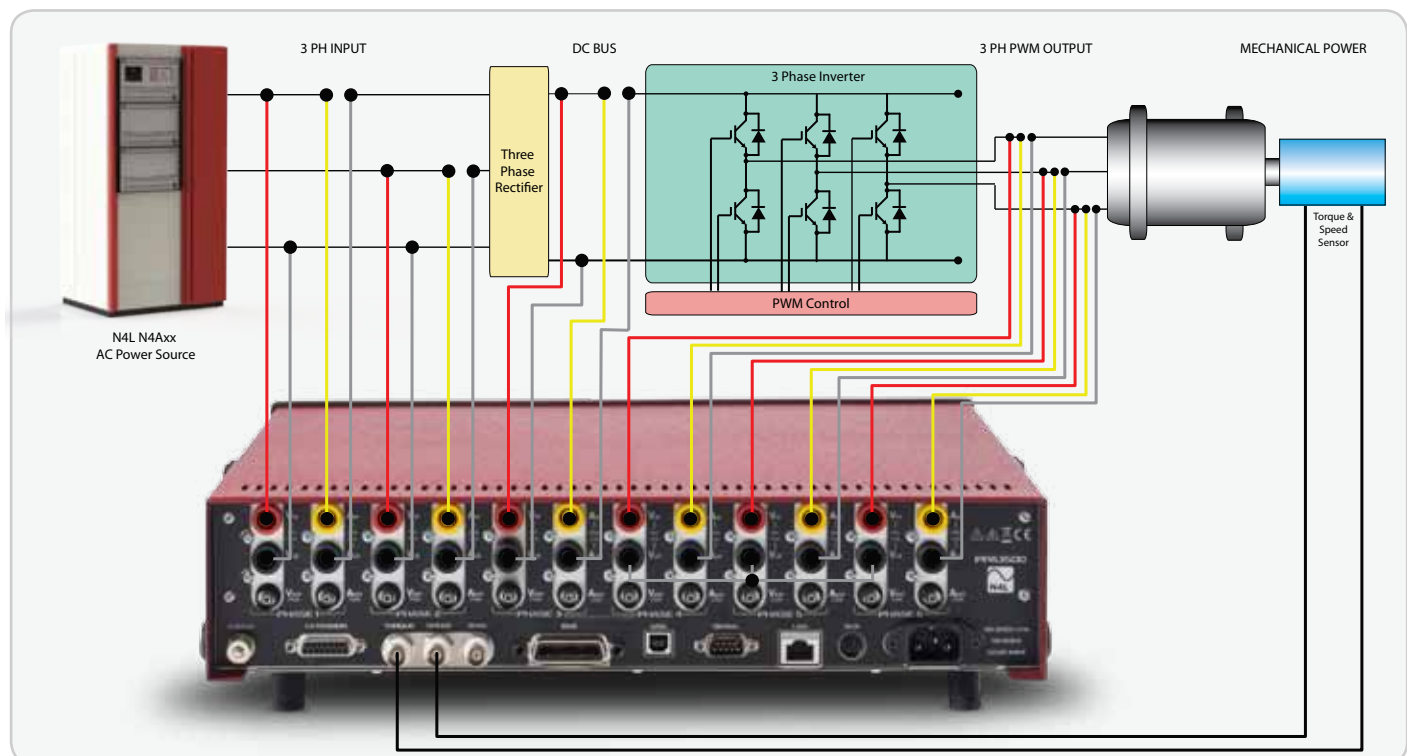 3 PH INPUT
DC BUS
3 PH PWM OUTPUT
MECHANICAL POWER
3 Phase Inverter
Three
Phase
Rectifier
PWM Control
Torque &
Speed
Sensor
N4L N4Axx
AC Power Source
N4L
PHASE 1
PHASE 2
PHASE 3
PHASE 4
PHASE 5
PHASE 6
TORQUE
SPEED
LAN